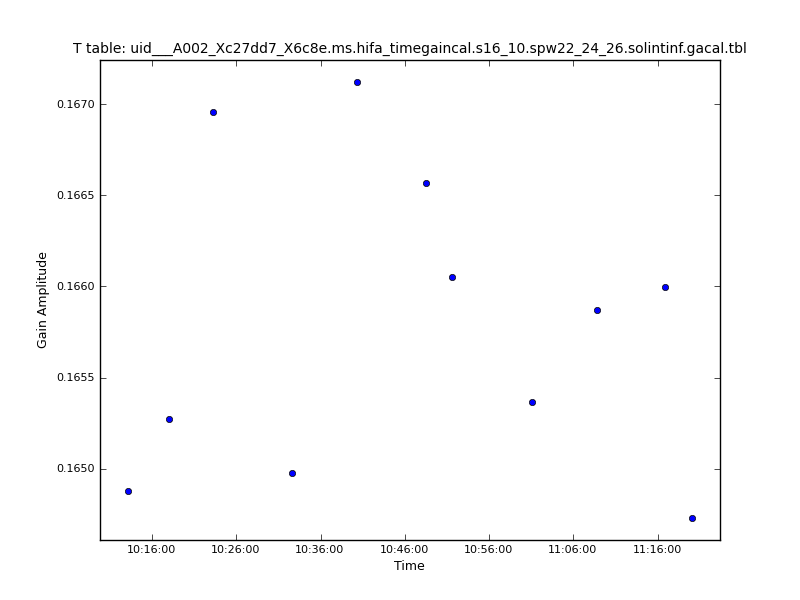 T table: uid___A002_Xc27dd7_X6c8e.ms.hifa_timegaincal.s16_10.spw22_24_26.solintinf.gacal.tbl
0.1670
0.1665
0.1660
0.1655
0.1650
Gain Amplitude
10:16:00 10:26:00 10:36:00 10:46:00 10:56:00 11:06:00 11:16:00
Time